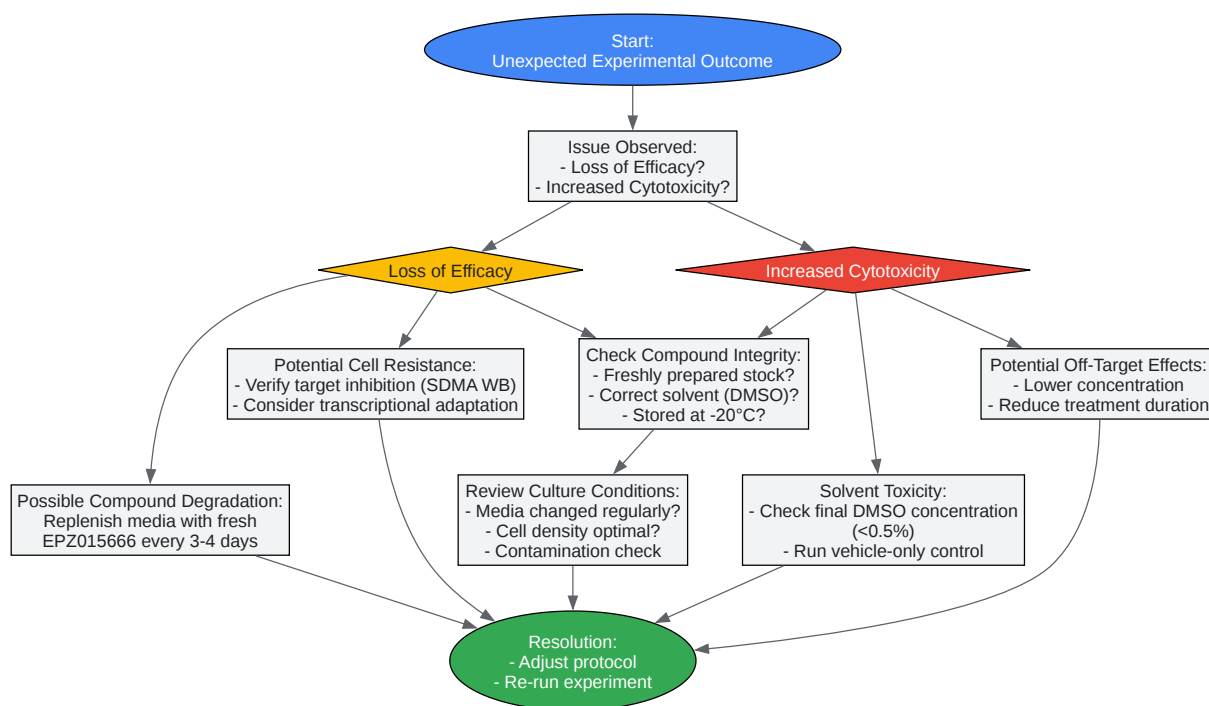 Start:
Unexpected Experimental Outcome
Issue Observed:
- Loss of Efficacy?
- Increased Cytotoxicity?
Loss of Efficacy
Increased Cytotoxicity
Potential Cell Resistance:
- Verify target inhibition (SDMA WB)
- Consider transcriptional adaptation
Check Compound Integrity:
- Freshly prepared stock?
- Correct solvent (DMSO)?
- Stored at -20°C?
Potential Off-Target Effects:
- Lower concentration
- Reduce treatment duration
Possible Compound Degradation:
Replenish media with fresh
EPZ015666 every 3-4 days
Review Culture Conditions:
- Media changed regularly?
- Cell density optimal?
- Contamination check
Solvent Toxicity:
- Check final DMSO concentration
(<0.5%)
- Run vehicle-only control
Resolution:
- Adjust protocol
- Re-run experiment